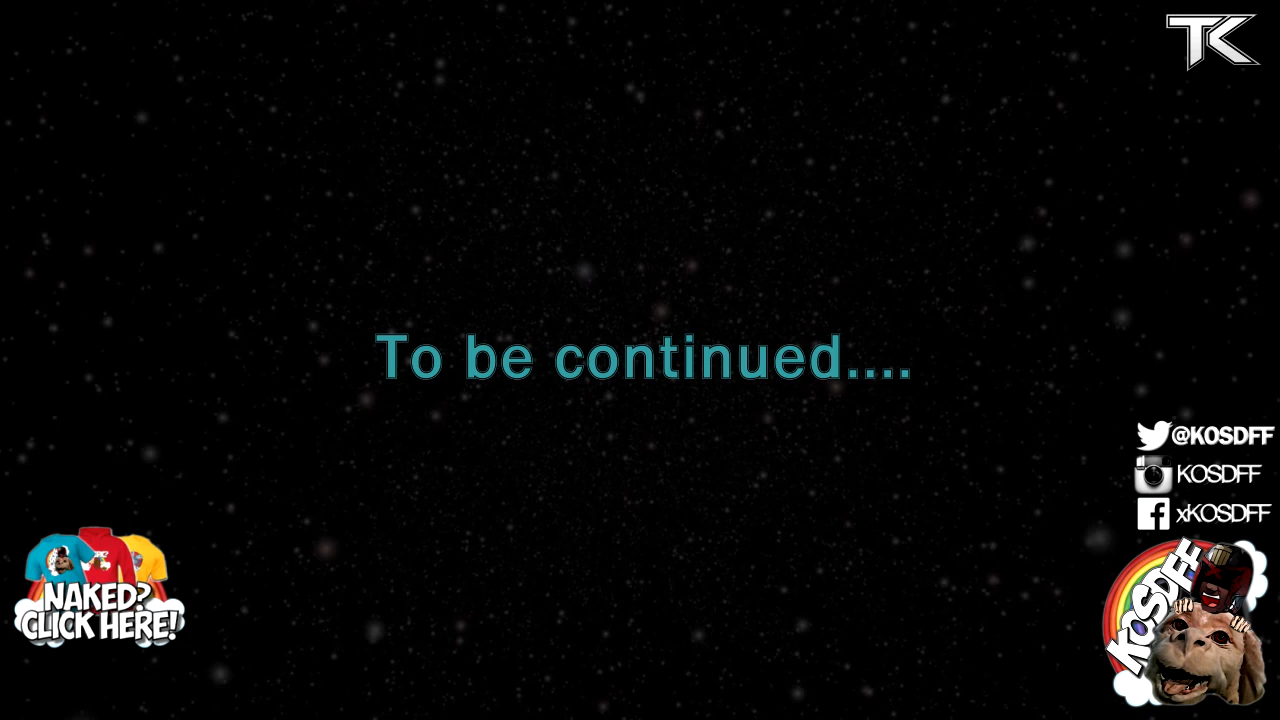 TK
To be continued....
@KOSDFF
KOSDFF
xKOSDFF
NAKED?
CLICK HERE!
KOSDFF